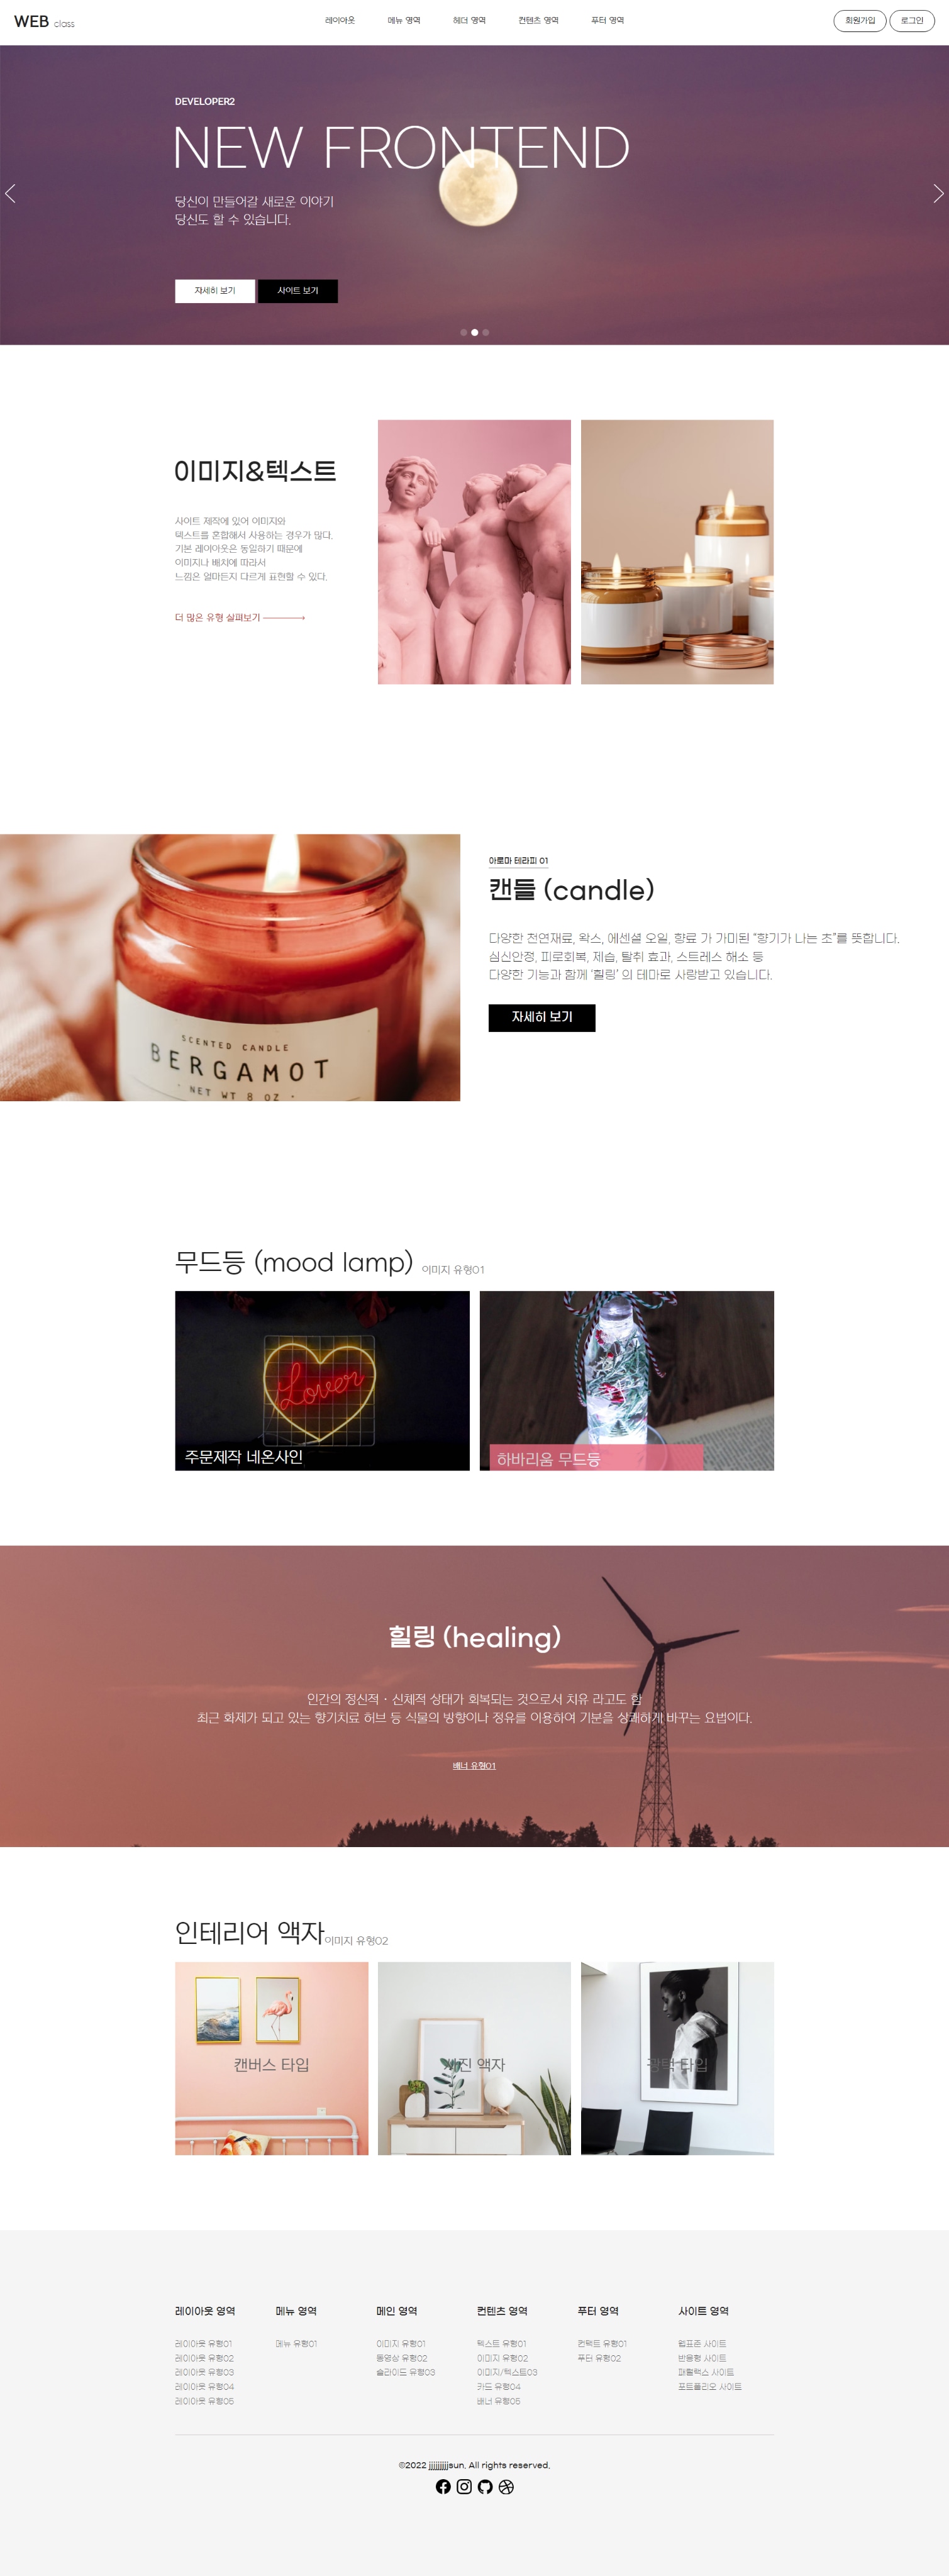 WEB class
레이아웃 메뉴 영역 헤더 영역 컨텐츠 영역 푸터 영역
회원가입 로그인
DEVELOPER2
NEW FRONTEND
당신이 만들어갈 새로운 이야기
당신도 할 수 있습니다.
자세히 보기 사이트 보기
이미지&텍스트
사이트 제작에 있어 이미지와
텍스트를 혼합해서 사용하는 경우가 많다.
기본 레이아웃은 동일하기 때문에
이미지나 배치에 따라서
느낌은 얼마든지 다르게 표현할 수 있다.
더 많은 유형 살펴보기
SCENTED CANDLE
BERGAMOT
NET WT 8 OZ
아로마 테라피 01
캔들 (candle)
다양한 천연재료, 왁스, 에센셜 오일, 향료 가 가미된 "향기가 나는 초"를 뜻합니다.
심신안정, 피로회복, 제습, 탈취 효과, 스트레스 해소 등
다양한 기능과 함께 '힐링' 의 테마로 사랑받고 있습니다.
자세히 보기
무드등 (mood lamp) 이미지 유형01
Lover
주문제작 네온사인
하바리움 무드등
힐링 (healing)
인간의 정신적 · 신체적 상태가 회복되는 것으로서 치유 라고도 함
최근 화제가 되고 있는 향기치료 허브 등 식물의 방향이나 정유를 이용하여 기분을 상쾌하게 바꾸는 요법이다.
배너 유형01
인테리어 액자 이미지 유형02
캔버스 타입
사진 액자
광택 타입
레이아웃 영역 메뉴 영역 메인 영역 컨텐츠 영역 푸터 영역 사이트 영역
레이아웃 유형01 메뉴 유형01 이미지 유형01 텍스트 유형01 컨택트 유형01 웹표준 사이트
레이아웃 유형02 동영상 유형02 이미지 유형02 푸터 유형02 반응형 사이트
레이아웃 유형03 슬라이드 유형03 이미지/텍스트03 패럴랙스 사이트
레이아웃 유형04 카드 유형04 포트폴리오 사이트
레이아웃 유형05 배너 유형05
©2022 jjjjjjjjjsun. All rights reserved.